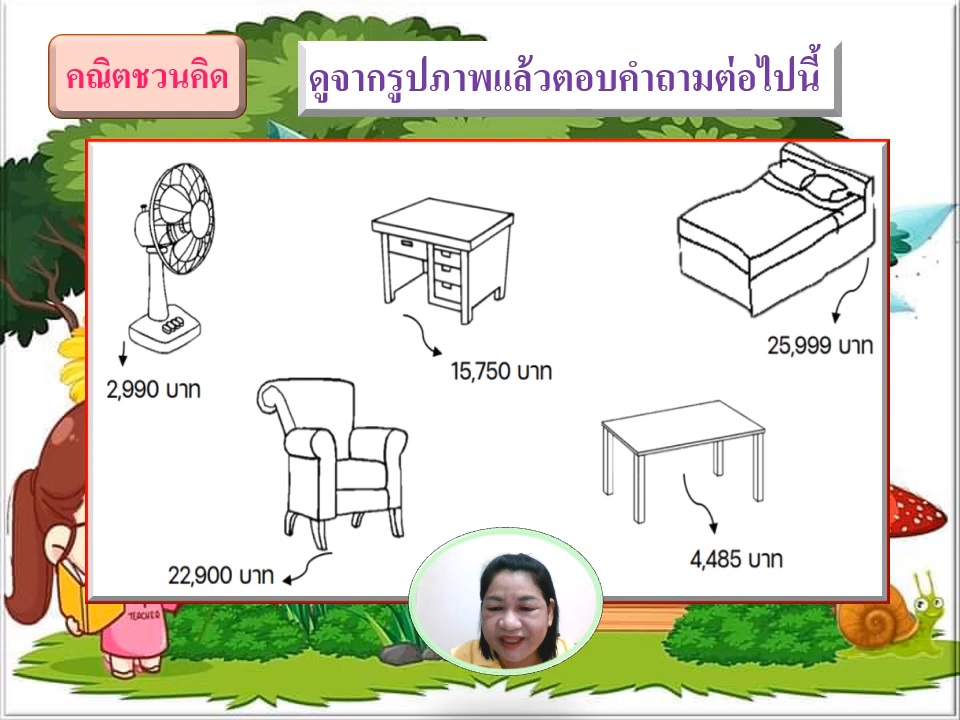 คณิตชวนคิด
ดูจากรูปภาพแล้วตอบคำถามต่อไปนี้
2,990 บาท
15,750 บาท
25,999 บาท
22,900 บาท
4,485 บาท
TEACHER